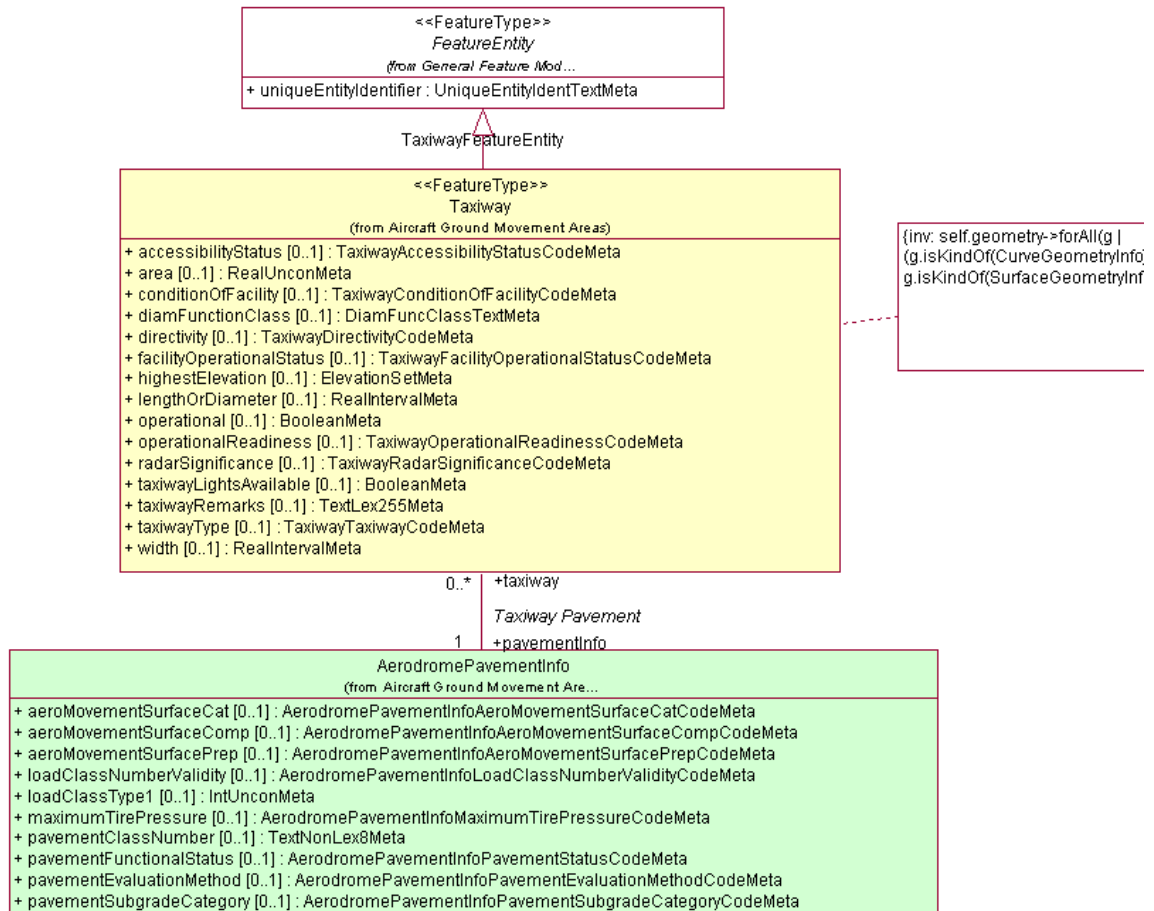 <<FeatureType>>
FeatureEntity
(from General Feature Mod...
+ uniqueEntityIdentifier : UniqueEntityIdentTextMeta
TaxiwayFeatureEntity
<<FeatureType>>
Taxiway
(from Aircraft Ground Movement Areas)
+ accessibilityStatus [0..1] : TaxiwayAccessibilityStatusCodeMeta
+ area [0..1] : RealUnconMeta
+ conditionOfFacility [0..1] : TaxiwayConditionOfFacilityCodeMeta
+ diamFunctionClass [0..1] : DiamFuncClassTextMeta
+ directivity [0..1] : TaxiwayDirectivityCodeMeta
+ facilityOperationalStatus [0..1] : TaxiwayFacilityOperationalStatusCodeMeta
+ highestElevation [0..1] : ElevationSetMeta
+ lengthOrDiameter [0..1] : RealIntervalMeta
+ operational [0..1] : BooleanMeta
+ operationalReadiness [0..1] : TaxiwayOperationalReadinessCodeMeta
+ radarSignificance [0..1] : TaxiwayRadarSignificanceCodeMeta
+ taxiwayLightsAvailable [0..1] : BooleanMeta
+ taxiwayRemarks [0..1] : TextLex255Meta
+ taxiwayType [0..1] : TaxiwayTaxiwayCodeMeta
+ width [0..1] : RealIntervalMeta
{inv: self.geometry->forAll(g |
(g.isKindOf(CurveGeometryInfo)
g.isKindOf(SurfaceGeometryInf
0..*
+taxiway
Taxiway Pavement
1
+pavementInfo
AerodromePavementInfo
(from Aircraft Ground Movement Are...
+ aeroMovementSurfaceCat [0..1] : AerodromePavementInfoAeroMovementSurfaceCatCodeMeta
+ aeroMovementSurfaceComp [0..1] : AerodromePavementInfoAeroMovementSurfaceCompCodeMeta
+ aeroMovementSurfacePrep [0..1] : AerodromePavementInfoAeroMovementSurfacePrepCodeMeta
+ loadClassNumberValidity [0..1] : AerodromePavementInfoLoadClassNumberValidityCodeMeta
+ loadClassType1 [0..1] : IntUnconMeta
+ maximumTirePressure [0..1] : AerodromePavementInfoMaximumTirePressureCodeMeta
+ pavementClassNumber [0..1] : TextNonLex8Meta
+ pavementFunctionalStatus [0..1] : AerodromePavementInfoPavementStatusCodeMeta
+ pavementEvaluationMethod [0..1] : AerodromePavementInfoPavementEvaluationMethodCodeMeta
+ pavementSubgradeCategory [0..1] : AerodromePavementInfoPavementSubgradeCategoryCodeMeta